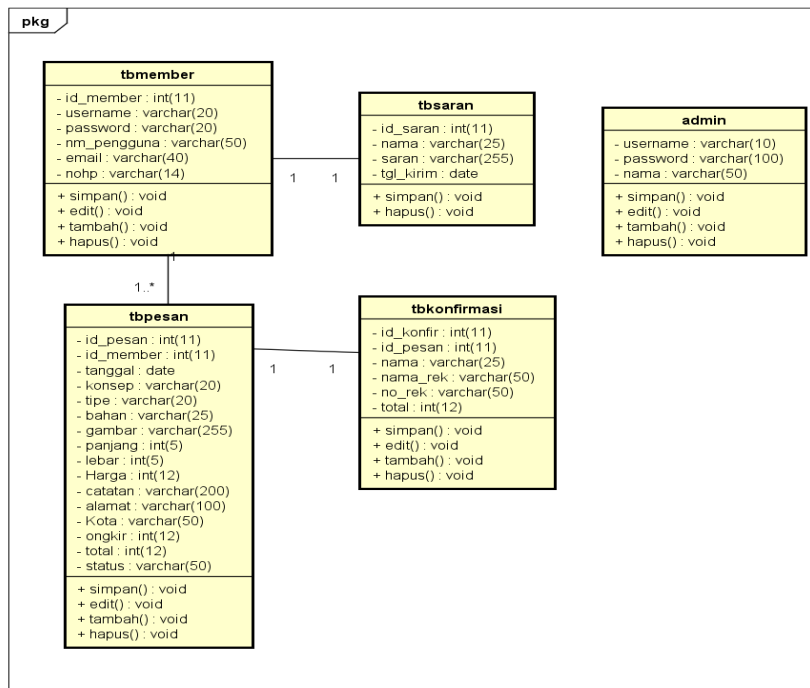 pkg
tbmember
- id_member : int(11)
- username : varchar(20)
- password : varchar(20)
- nm_pengguna : varchar(50)
- email : varchar(40)
- nohp : varchar(14)
+ simpan() : void
+ edit() : void
+ tambah() : void
+ hapus() : void
1 1
tbsaran
- id_saran : int(11)
- nama : varchar(25)
- saran : varchar(255)
- tgl_kirim : date
+ simpan() : void
+ hapus() : void
admin
- username : varchar(10)
- password : varchar(100)
- nama : varchar(50)
+ simpan() : void
+ edit() : void
+ tambah() : void
+ hapus() : void
1
1..*
tbpesan
- id_pesan : int(11)
- id_member : int(11)
- tanggal : date
- konsep : varchar(20)
- tipe : varchar(20)
- bahan : varchar(25)
- gambar : varchar(255)
- panjang : int(5)
- lebar : int(5)
- Harga : int(12)
- catatan : varchar(200)
- alamat : varchar(100)
- Kota : varchar(50)
- ongkir : int(12)
- total : int(12)
- status : varchar(50)
+ simpan() : void
+ edit() : void
+ tambah() : void
+ hapus() : void
1 1
tbkonfirmasi
- id_konfir : int(11)
- id_pesan : int(11)
- nama : varchar(25)
- nama_rek : varchar(50)
- no_rek : varchar(50)
- total : int(12)
+ simpan() : void
+ edit() : void
+ tambah() : void
+ hapus() : void